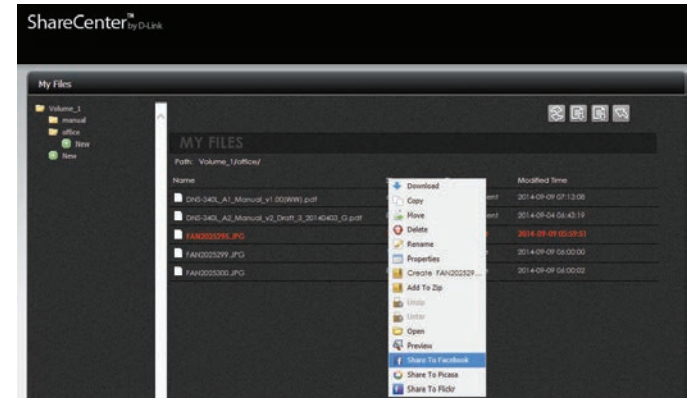 ShareCenter™ by D-Link
My Files
Volume_1
manual
office
New
New
MY FILES
Path: Volume_1/office/
Name
Modified Time
DNS-340L_A1_Manual_v1.00(WW).pdf
2014-09-09 07:13:08
DNS-340L_A2_Manual_v2_Draft_3_20140403_G.pdf
2014-09-04 06:43:19
FAN2025295.JPG
2014-09-09 05:59:51
FAN2025299.JPG
2014-09-09 06:00:00
FAN2025300.JPG
2014-09-09 06:00:02
Download
Copy
Move
Delete
Rename
Properties
Create FAN202529...
Add To Zip
Unzip
Untar
Open
Preview
Share To Facebook
Share To Picasa
Share To Flickr